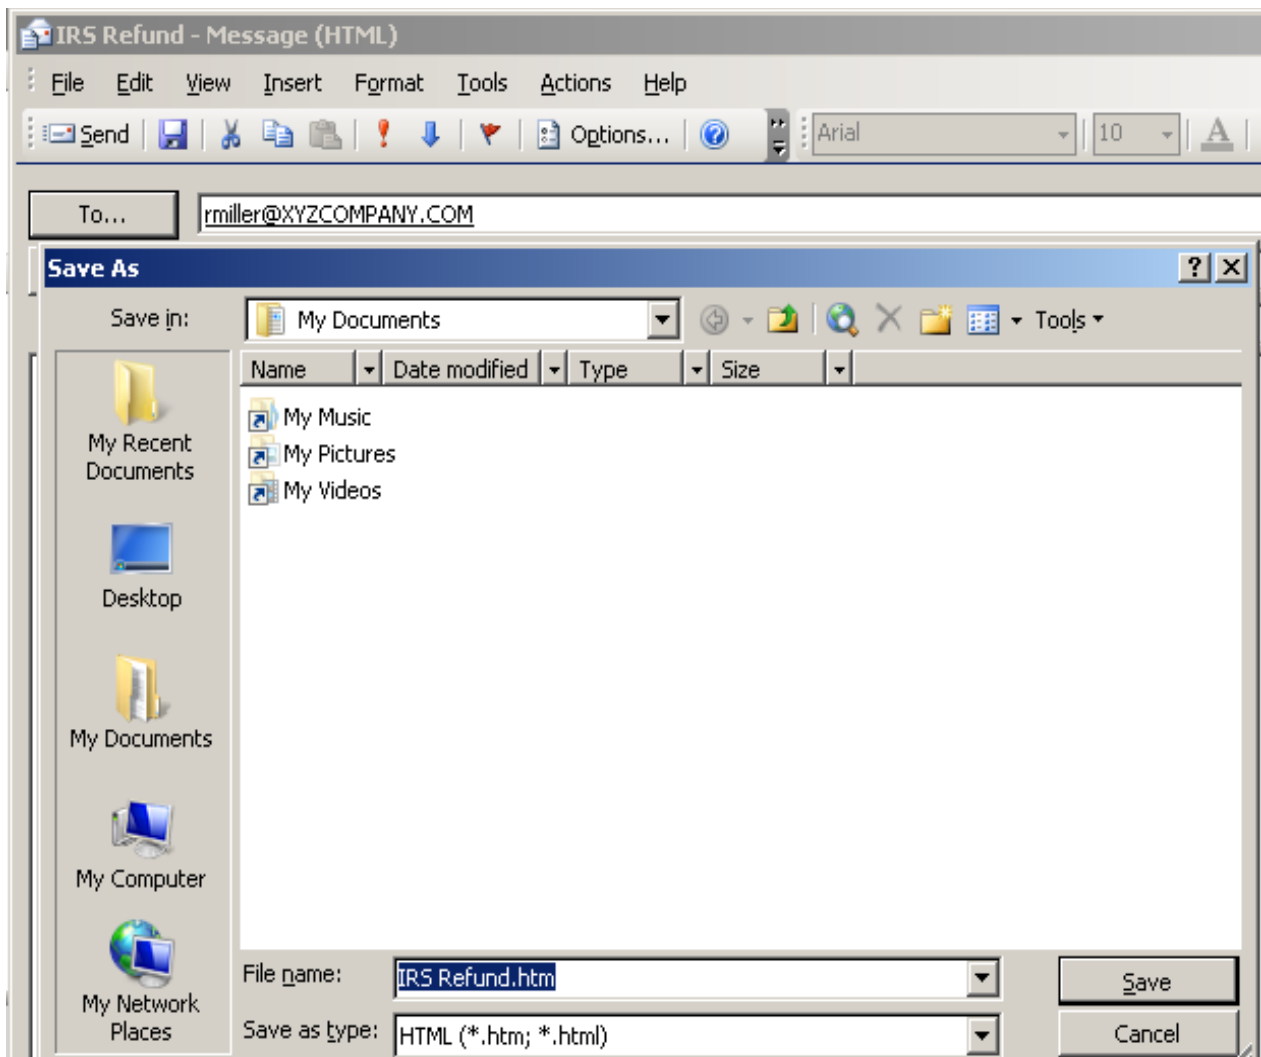 IRS Refund - Message (HTML)
File Edit View Insert Format Tools Actions Help
Send Options... Arial 10 A
To... rmiller@XYZCOMPANY.COM
Save As
Save in: My Documents Tools
Name Date modified Type Size
My Music
My Pictures
My Videos
My Recent
Documents
Desktop
My Documents
My Computer
My Network
Places
File name: IRS Refund.htm Save
Save as type: HTML (*.htm; *.html) Cancel